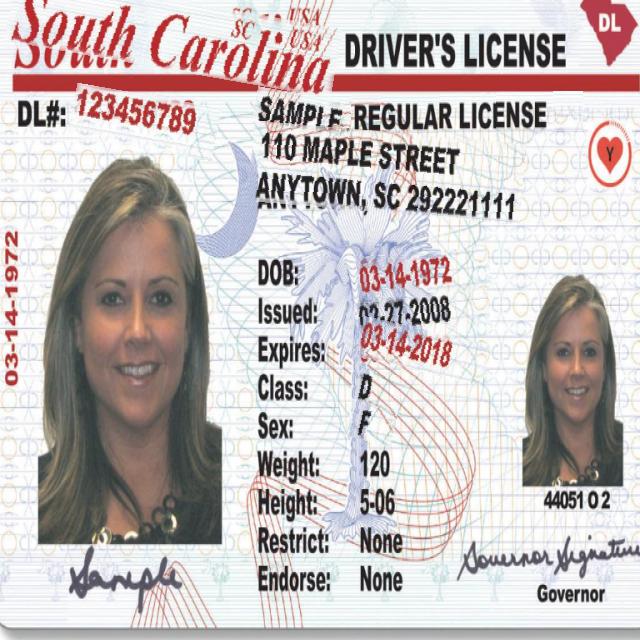 South Carolina
SC USA
SC USA
DRIVER'S LICENSE
DL
DL#: 123456789
SAMPLE REGULAR LICENSE
110 MAPLE STREET
ANYTOWN, SC 292221111
Y
03-14-1972
DOB: 03-14-1972
Issued: 02-27-2008
Expires: 03-14-2018
Class: D
Sex: F
Weight: 120
Height: 5-06
Restrict: None
Endorse: None
44051 O 2
Sample
Governor Signature
Governor